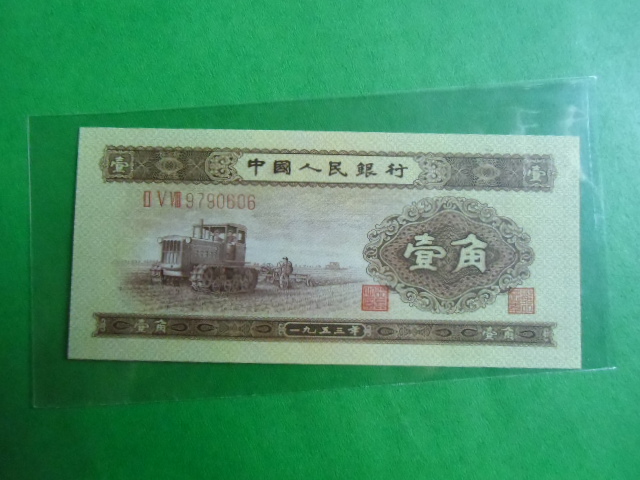 壹 中國人民銀行 壹
II V VIII 9790606
壹角
壹角 一九五三年 壹角